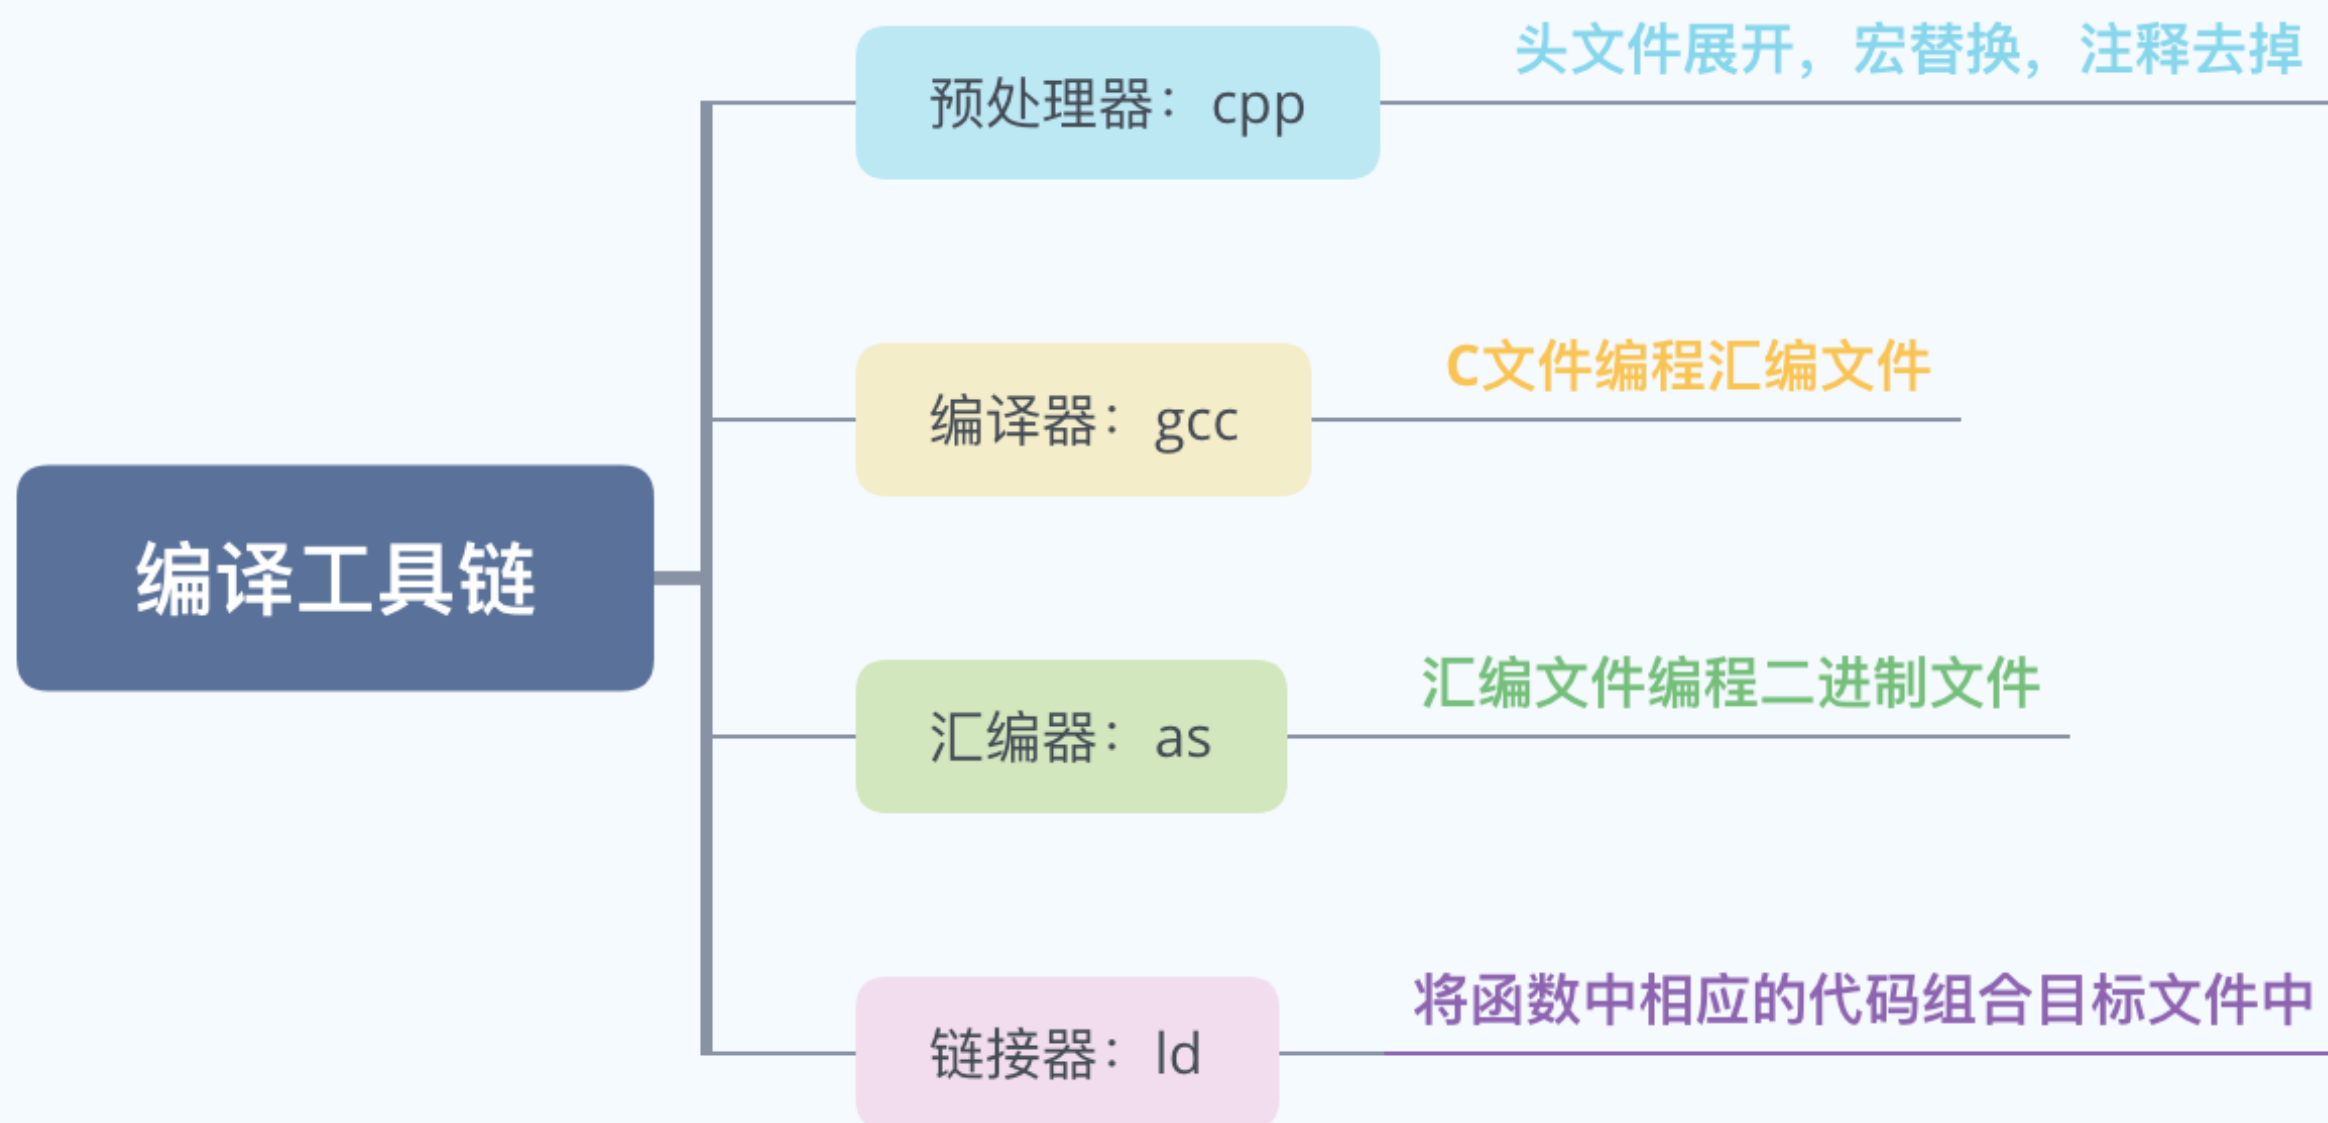 头文件展开，宏替换，注释去掉
预处理器：cpp
C文件编程汇编文件
编译器：gcc
编译工具链
汇编文件编程二进制文件
汇编器：as
将函数中相应的代码组合目标文件中
链接器：ld